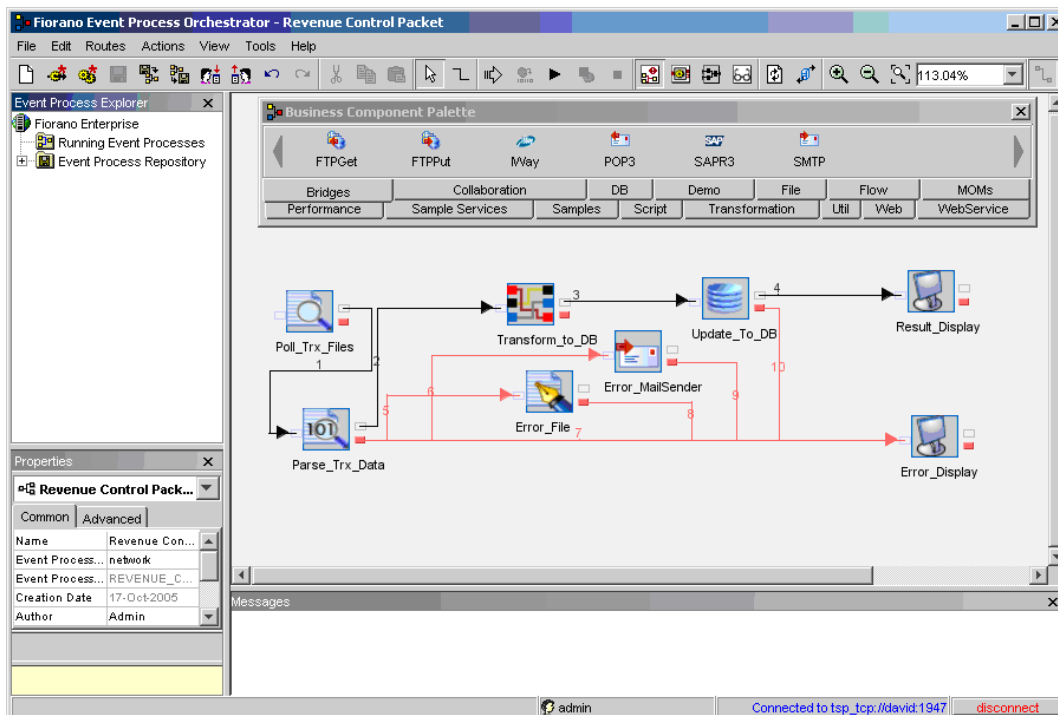 Fiorano Event Process Orchestrator - Revenue Control Packet
File Edit Routes Actions View Tools Help
113.04%
Event Process Explorer
Fiorano Enterprise
Running Event Processes
Event Process Repository
Business Component Palette
FTPGet FTPPut IWay POP3 SAPR3 SMTP
Bridges Collaboration DB Demo File Flow MOMs
Performance Sample Services Samples Script Transformation Util Web WebService
Poll_Trx_Files
Transform_to_DB
Update_To_DB
Result_Display
1
2
3
4
Error_MailSender
Error_File
Parse_Trx_Data
Error_Display
5
6
7
8
9
10
Properties
Revenue Control Pack...
Common Advanced
Name Revenue Con...
Event Process... network
Event Process... REVENUE_C...
Creation Date 17-Oct-2005
Author Admin
Messages
admin
Connected to tsp_tcp://david:1947
disconnect